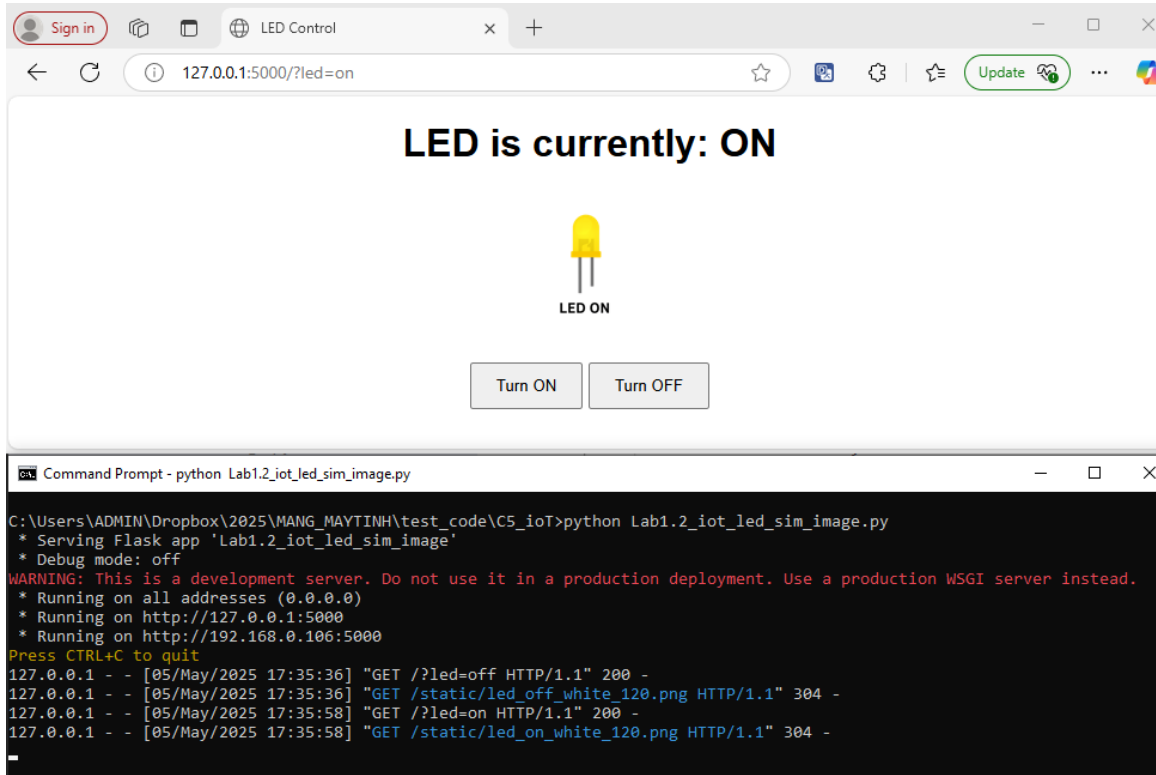 Sign in
LED Control
127.0.0.1:5000/?led=on
Update
LED is currently: ON
LED ON
Turn ON Turn OFF
Command Prompt - python  Lab1.2_iot_led_sim_image.py
C:\Users\ADMIN\Dropbox\2025\MANG_MAYTINH\test_code\C5_ioT>python Lab1.2_iot_led_sim_image.py
 * Serving Flask app 'Lab1.2_iot_led_sim_image'
 * Debug mode: off
WARNING: This is a development server. Do not use it in a production deployment. Use a production WSGI server instead.
 * Running on all addresses (0.0.0.0)
 * Running on http://127.0.0.1:5000
 * Running on http://192.168.0.106:5000
Press CTRL+C to quit
127.0.0.1 - - [05/May/2025 17:35:36] "GET /?led=off HTTP/1.1" 200 -
127.0.0.1 - - [05/May/2025 17:35:36] "GET /static/led_off_white_120.png HTTP/1.1" 304 -
127.0.0.1 - - [05/May/2025 17:35:58] "GET /?led=on HTTP/1.1" 200 -
127.0.0.1 - - [05/May/2025 17:35:58] "GET /static/led_on_white_120.png HTTP/1.1" 304 -